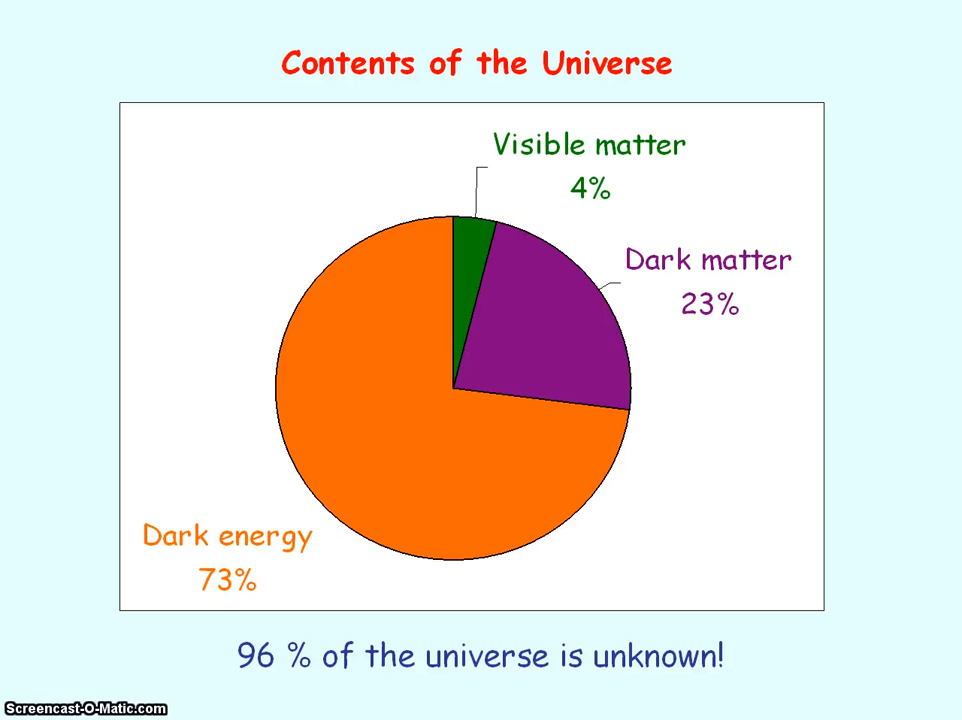 Contents of the Universe
Visible matter
4%
Dark matter
23%
Dark energy
73%
96 % of the universe is unknown!
Screencast-O-Matic.com